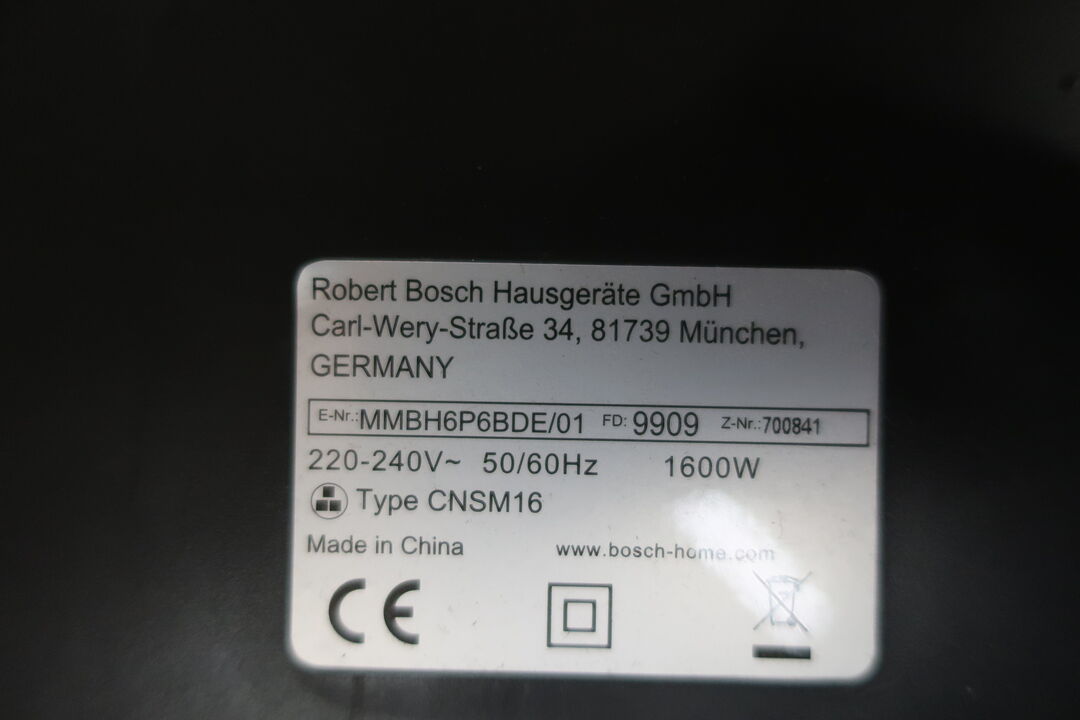 Robert Bosch Hausgeräte GmbH
Carl-Wery-Straße 34, 81739 München,
GERMANY
E-Nr.:MMBH6P6BDE/01 FD: 9909 Z-Nr.:700841
220-240V~ 50/60Hz 1600W
Type CNSM16
Made in China www.bosch-home.com
CE